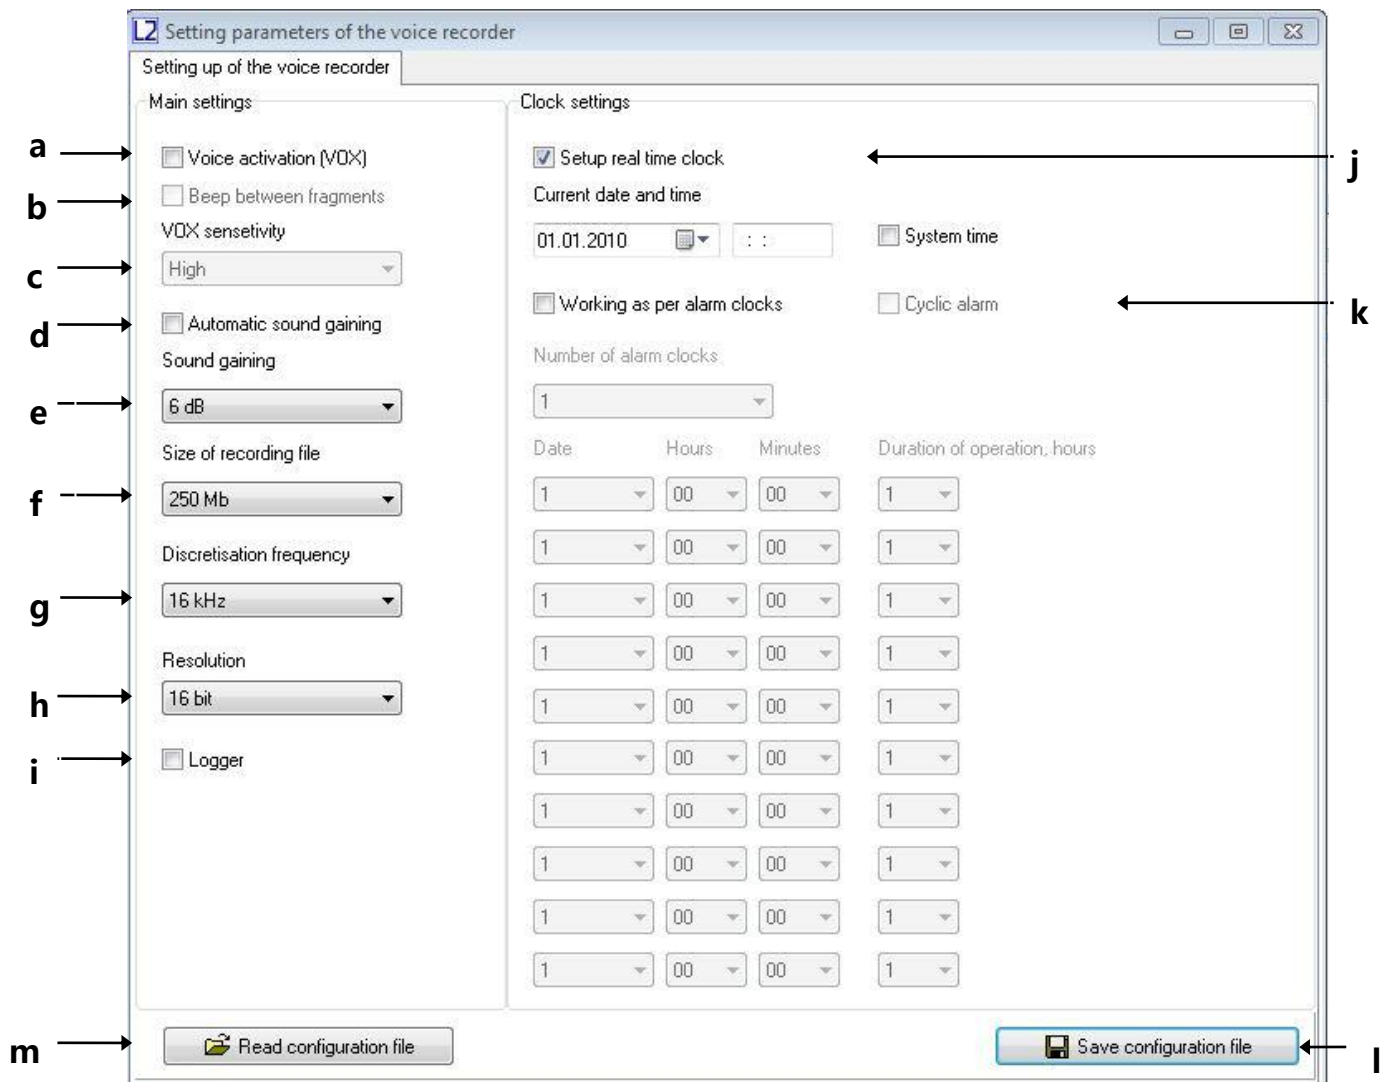 L2 Setting parameters of the voice recorder
Setting up of the voice recorder
Main settings
a
Voice activation (VOX)
b
Beep between fragments
VOX sensetivity
c
High
d
Automatic sound gaining
Sound gaining
e
6 dB
Size of recording file
f
250 Mb
Discretisation frequency
g
16 kHz
Resolution
h
16 bit
i
Logger
Clock settings
Setup real time clock
j
Current date and time
01.01.2010 : : System time
Working as per alarm clocks Cyclic alarm
k
Number of alarm clocks
1
Date Hours Minutes Duration of operation, hours
1 00 00 1
1 00 00 1
1 00 00 1
1 00 00 1
1 00 00 1
1 00 00 1
1 00 00 1
1 00 00 1
1 00 00 1
1 00 00 1
m
Read configuration file
Save configuration file
l